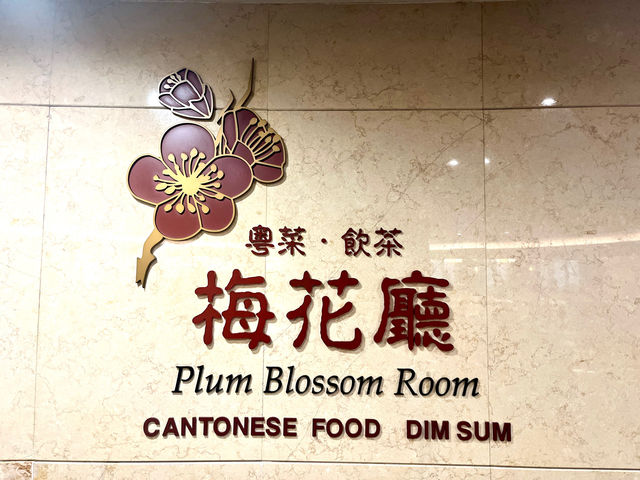 粵菜·飲茶
梅花廳
Plum Blossom Room
CANTONESE FOOD DIM SUM